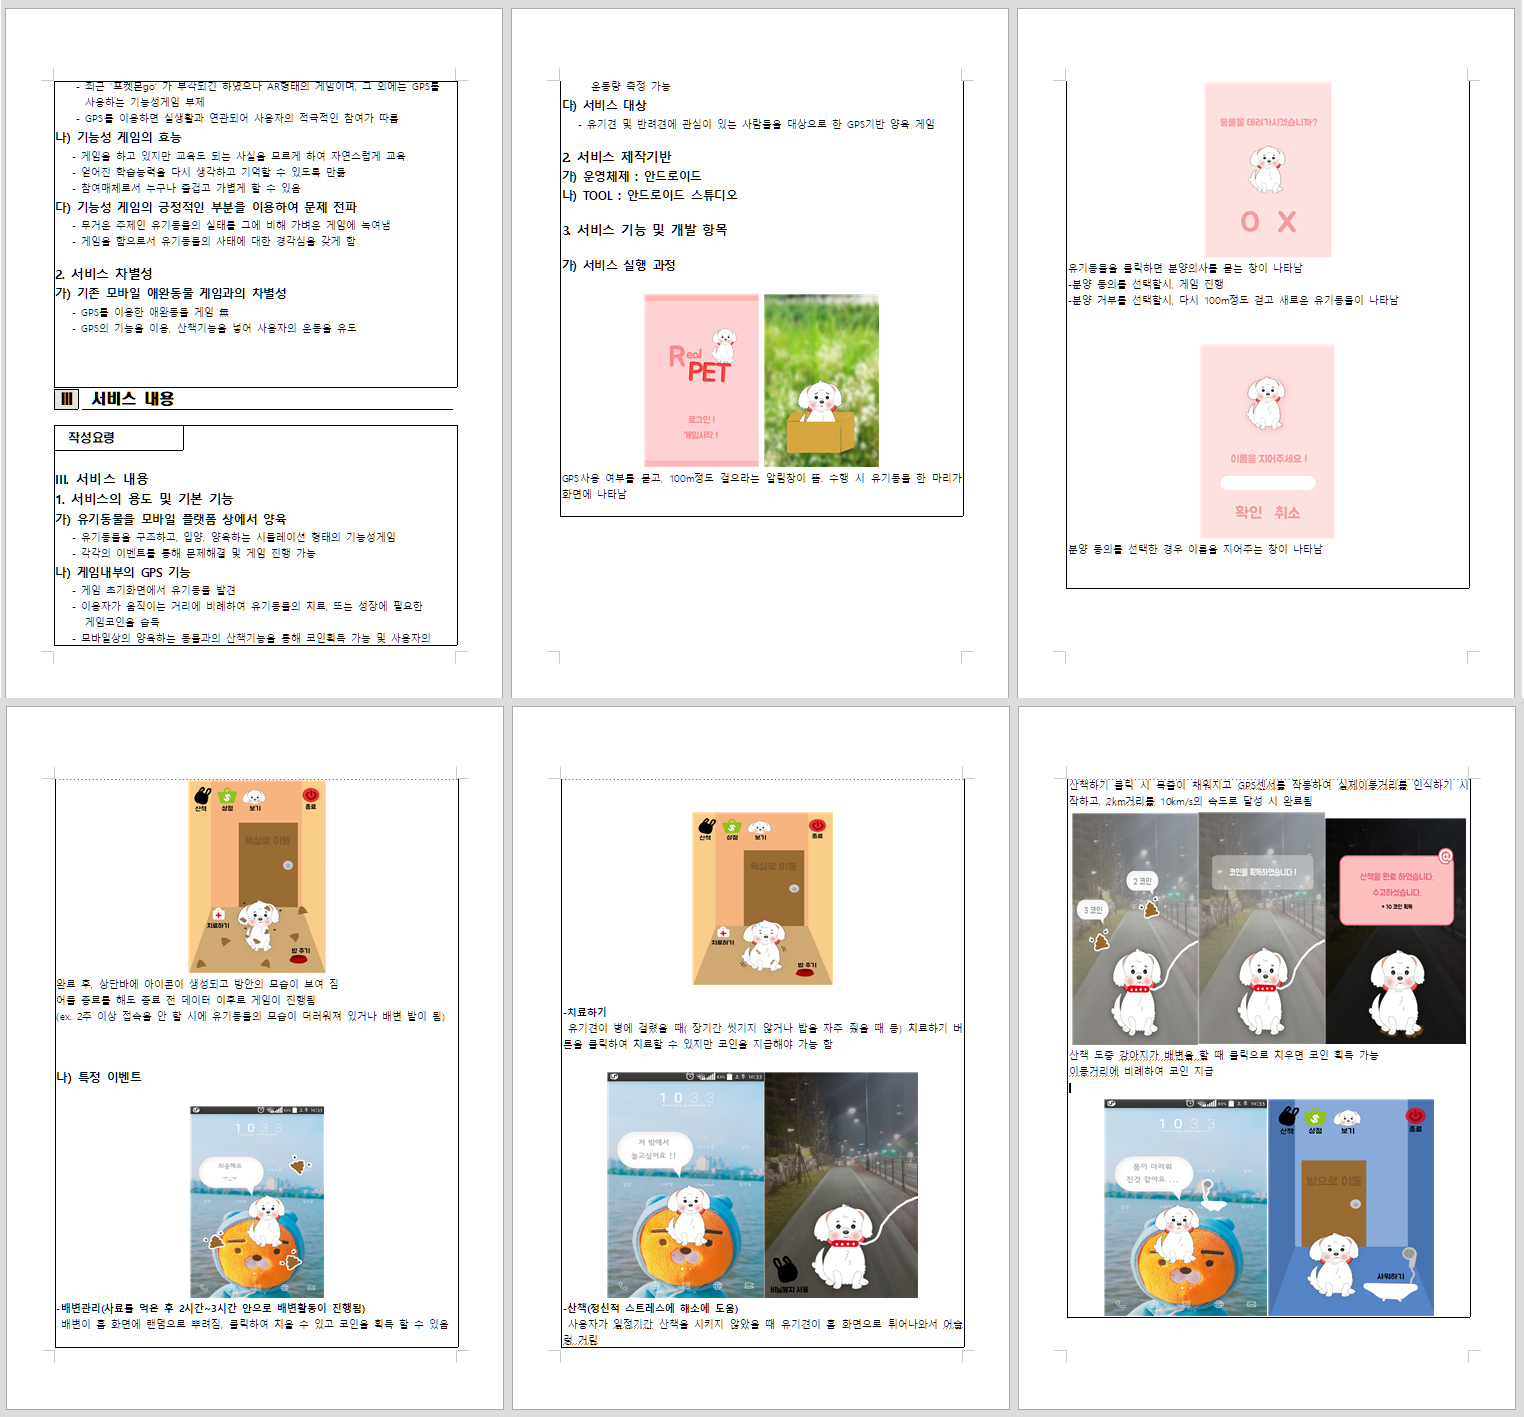 - 최근 '포켓몬go' 가 부각되긴 하였으나 AR형태의 게임이며, 그 외에는 GPS를
사용하는 기능성게임 부재
- GPS를 이용하면 실생활과 연관되어 사용자의 적극적인 참여가 따름
나) 기능성 게임의 효능
- 게임을 하고 있지만 교육도 되는 사실을 모르게 하여 자연스럽게 교육
- 얻어진 학습능력을 다시 생각하고 기억할 수 있도록 만듦
- 참여매체로서 누구나 즐겁고 가볍게 할 수 있음
다) 기능성 게임의 긍정적인 부분을 이용하여 문제 전파
- 무거운 주제인 유기동물의 실태를 그에 비해 가벼운 게임에 녹여냄
- 게임을 함으로서 유기동물의 사태에 대한 경각심을 갖게 함
2. 서비스 차별성
가) 기존 모바일 애완동물 게임과의 차별성
- GPS를 이용한 애완동물 게임 無
- GPS의 기능을 이용, 산책기능을 넣어 사용자의 운동을 유도
Ⅲ 서비스 내용
작성요령
III. 서비스 내용
1. 서비스의 용도 및 기본 기능
가) 유기동물을 모바일 플랫폼 상에서 양육
- 유기동물을 구조하고, 입양, 양육하는 시뮬레이션 형태의 기능성게임
- 각각의 이벤트를 통해 문제해결 및 게임 진행 가능
나) 게임내부의 GPS 기능
- 게임 초기화면에서 유기동물 발견
- 이용자가 움직이는 거리에 비례하여 유기동물의 치료, 또는 성장에 필요한
게임코인을 습득
- 모바일상의 양육하는 동물과의 산책기능을 통해 코인획득 가능 및 사용자의
운동량 측정 가능
다) 서비스 대상
- 유기견 및 반려견에 관심이 있는 사람들을 대상으로 한 GPS기반 양육 게임
2. 서비스 제작기반
가) 운영체제 : 안드로이드
나) TOOL : 안드로이드 스튜디오
3. 서비스 기능 및 개발 항목
가) 서비스 실행 과정
Real
PET
로그인 !
게임시작 !
GPS사용 여부를 묻고, 100m정도 걸으라는 알림창이 뜸. 수행 시 유기동물 한 마리가
화면에 나타남
동물을 데려가시겠습니까?
O X
유기동물을 클릭하면 분양의사를 묻는 창이 나타남
-분양 동의를 선택할시, 게임 진행
-분양 거부를 선택할시, 다시 100m정도 걷고 새로운 유기동물이 나타남
이름을 지어주세요 !
확인 취소
분양 동의를 선택한 경우 이름을 지어주는 창이 나타남
산책 상점 보기 종료
욕실로 이동
치료하기
밥 주기
완료 후, 상단바에 아이콘이 생성되고 방안의 모습이 보여 짐
어플 종료를 해도 종료 전 데이터 이후로 게임이 진행됨
(ex. 2주 이상 접속을 안 할 시에 유기동물의 모습이 더러워져 있거나 배변 밭이 됨)
나) 특정 이벤트
83% 오후 10:33
10 33
죄송해요
ㅜ_ㅜ
-배변관리(사료를 먹은 후 2시간~3시간 안으로 배변활동이 진행됨)
배변이 홈 화면에 랜덤으로 뿌려짐, 클릭하여 치울 수 있고 코인을 획득 할 수 있음
산책 상점 보기 종료
욕실로 이동
치료하기
밥 주기
-치료하기
유기견이 병에 걸렸을 때( 장기간 씻기지 않거나 밥을 자주 줬을 때 등) 치료하기 버
튼을 클릭하여 치료할 수 있지만 코인을 지급해야 가능 함
83% 오후 10:33
10 33
저 밖에서
놀고싶어요 !!
비닐봉지 사용
-산책(정신적 스트레스에 해소에 도움)
사용자가 일정기간 산책을 시키지 않았을 때 유기견이 홈 화면으로 튀어나와서 어슬
렁 거림
산책하기 클릭 시 목줄이 채워지고 GPS센서를 작동하여 실제이동거리를 인식하기 시
작하고, 2km거리를 10km/s의 속도로 달성 시 완료됨
2 코인
3 코인
코인을 획득하였습니다 !
@
산책을 완료 하였습니다.
수고하셨습니다.
* 10 코인 획득
산책 도중 강아지가 배변을 할 때 클릭으로 치우면 코인 획득 가능
이동거리에 비례하여 코인 지급
83% 오후 10:33
10 33
몸이 더러워
진것 같아요 ...
산책 상점 보기 종료
방으로 이동
샤워하기